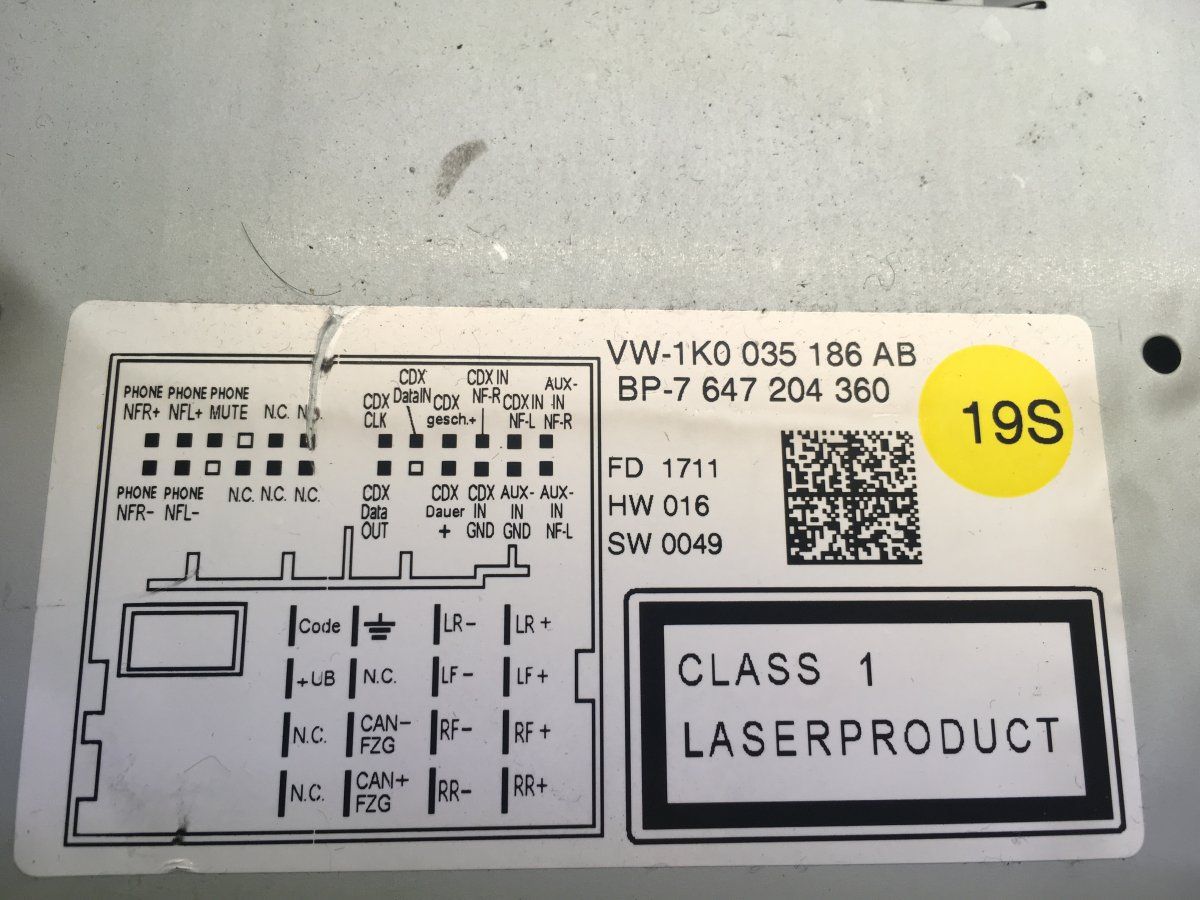 VW-1K0 035 186 AB
BP-7 647 204 360
19S
FD 1711
HW 016
SW 0049
CLASS 1
LASERPRODUCT
PHONE PHONE PHONE
NFR+ NFL+ MUTE N.C.
PHONE PHONE
NFR- NFL- N.C. N.C. N.C.
CDX CLK
CDX DataIN
CDX gesch.+
CDX IN NF-R
CDX IN NF-L
AUX-IN NF-R
CDX Data OUT
CDX Dauer +
CDX IN GND
AUX-IN GND
AUX-IN NF-L
Code LR- LR+
+UB N.C. LF- LF+
N.C. CAN- FZG RF- RF+
N.C. CAN+ FZG RR- RR+